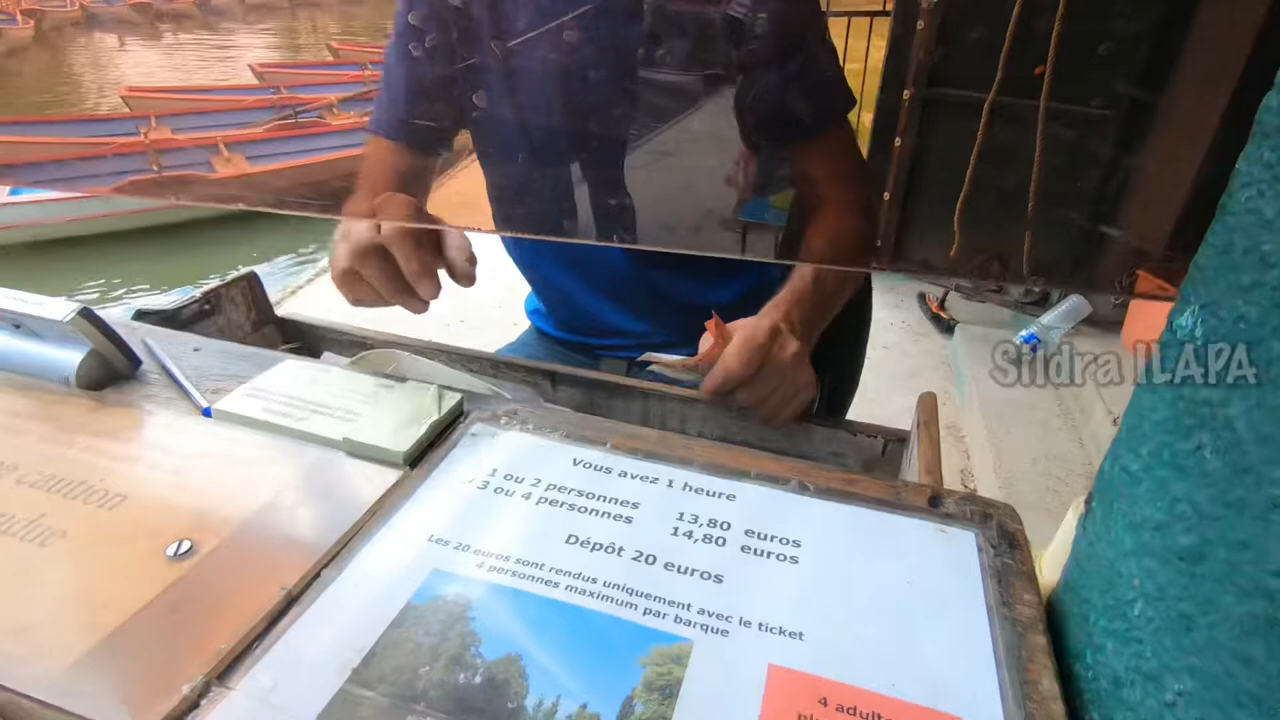 Vous avez 1 heure
1 ou 2 personnes 13,80 euros
3 ou 4 personnes 14,80 euros
Dépôt 20 euros
Les 20 euros sont rendus uniquement avec le ticket
4 personnes maximum par barque
4 adultes
caution
Sildra ILAPA